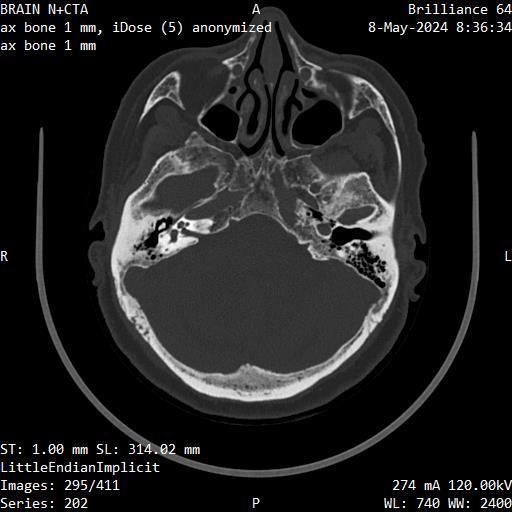 BRAIN N+CTA
A
Brilliance 64
ax bone 1 mm, iDose (5) anonymized
8-May-2024 8:36:34
ax bone 1 mm
R
L
ST: 1.00 mm SL: 314.02 mm
LittleEndianImplicit
Images: 295/411
274 mA 120.00kV
Series: 202
P
WL: 740 WW: 2400